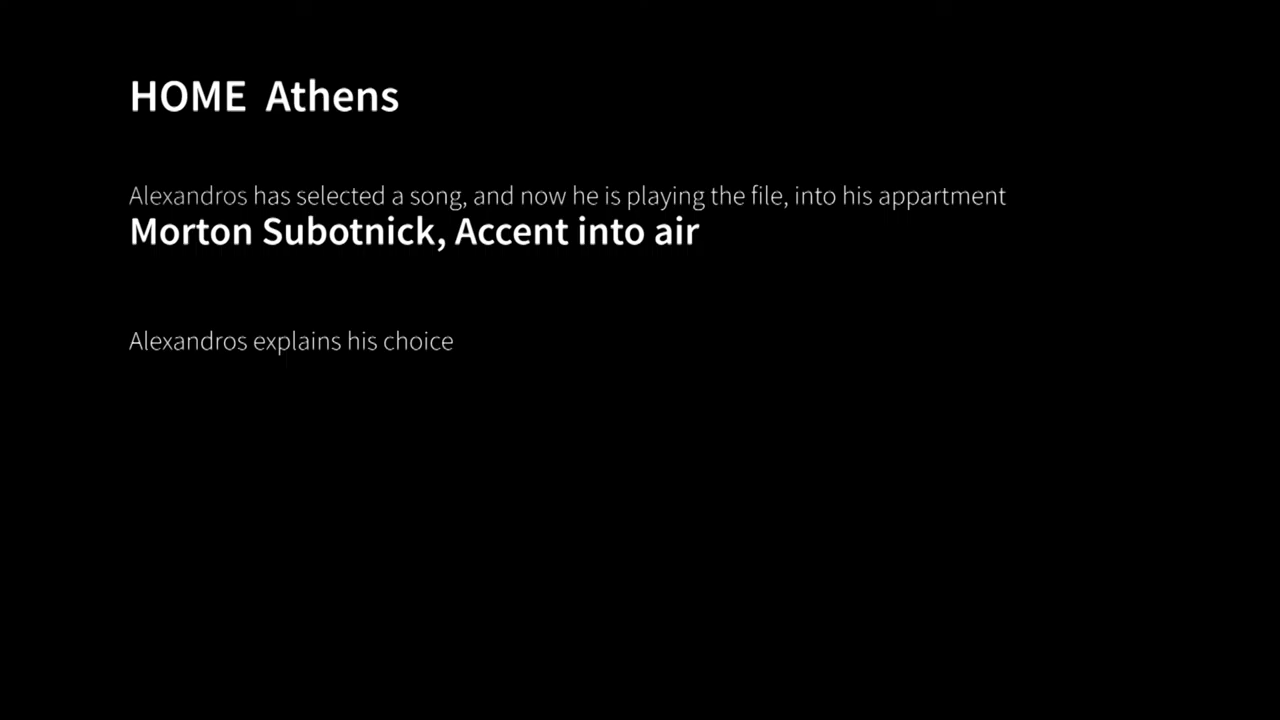 HOME Athens
Alexandros has selected a song, and now he is playing the file, into his appartment
Morton Subotnick, Accent into air
Alexandros explains his choice